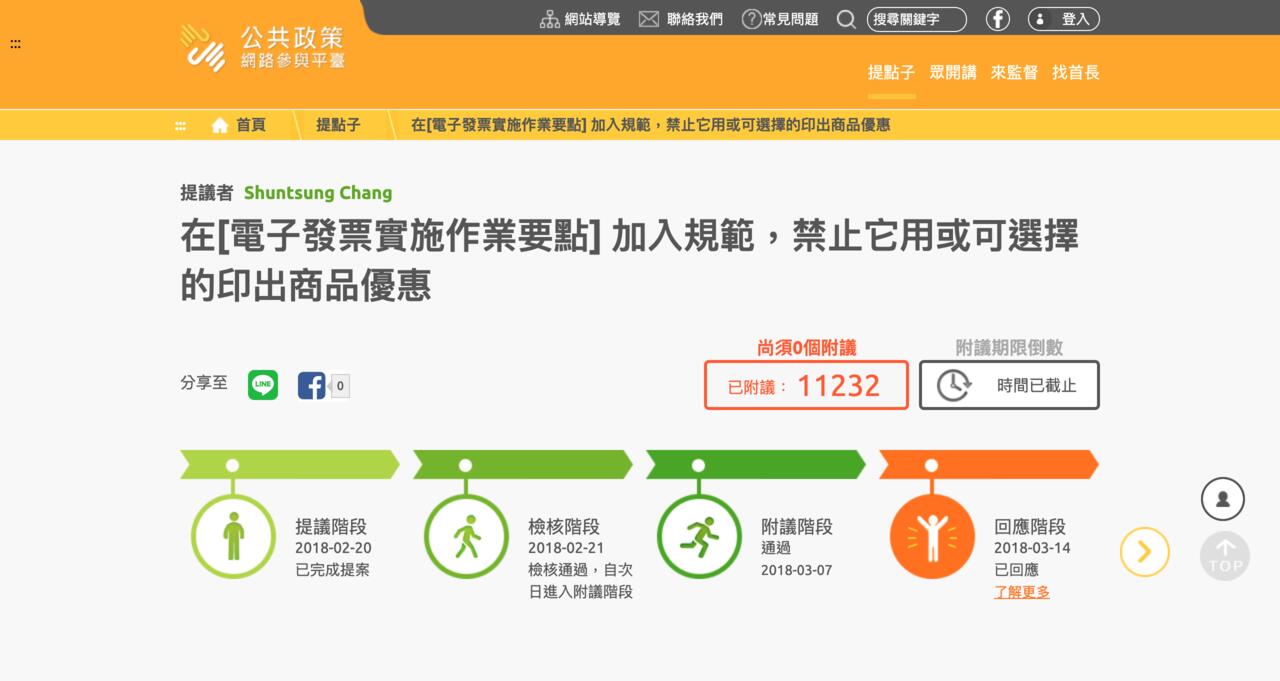 :::
公共政策
網路參與平臺
網站導覽 聯絡我們 常見問題 搜尋關鍵字 登入
提點子 眾開講 來監督 找首長
::: 首頁 提點子 在[電子發票實施作業要點] 加入規範，禁止它用或可選擇的印出商品優惠
提議者 Shuntsung Chang
在[電子發票實施作業要點] 加入規範，禁止它用或可選擇
的印出商品優惠
尚須0個附議
已附議： 11232
附議期限倒數
時間已截止
分享至 LINE 0
提議階段
2018-02-20
已完成提案
檢核階段
2018-02-21
檢核通過，自次
日進入附議階段
附議階段
通過
2018-03-07
回應階段
2018-03-14
已回應
了解更多
TOP